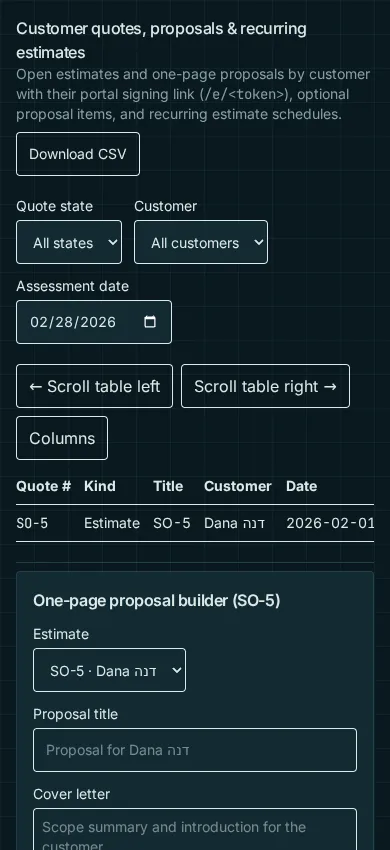 Customer quotes, proposals & recurring
estimates
Open estimates and one-page proposals by customer
with their portal signing link (/e/<token>), optional
proposal items, and recurring estimate schedules.
Download CSV
Quote state Customer
All states All customers
Assessment date
02/28/2026
← Scroll table left Scroll table right →
Columns
Quote # Kind Title Customer Date
SO-5 Estimate SO-5 Dana דנה 2026-02-01
One-page proposal builder (SO-5)
Estimate
SO-5 · Dana דנה
Proposal title
Proposal for Dana דנה
Cover letter
Scope summary and introduction for the
customer